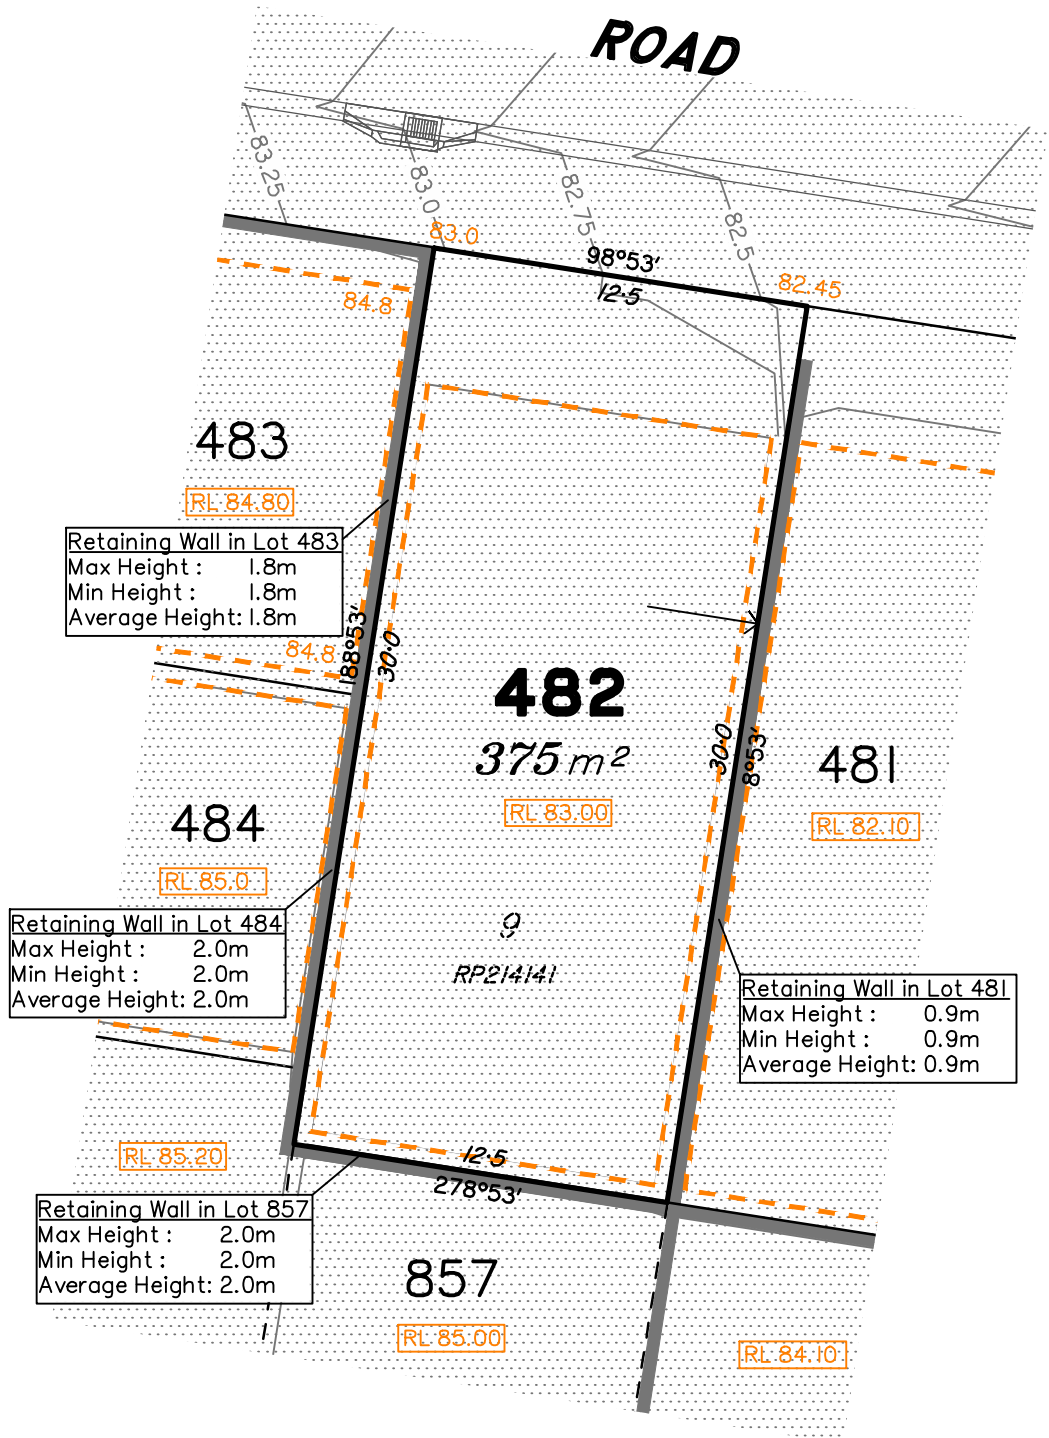 ROAD
83.25
83.0
82.75
82.5
83.0
98°53'
12·5
82.45
84.8
483
RL 84.80
Retaining Wall in Lot 483
Max Height : 1.8m
Min Height : 1.8m
Average Height: 1.8m
84.8
188°53'
30·0
482
375 m²
RL 83.00
30·0
8°53'
481
RL 82.10
484
RL 85.0
Retaining Wall in Lot 484
Max Height : 2.0m
Min Height : 2.0m
Average Height: 2.0m
9
RP214141
Retaining Wall in Lot 481
Max Height : 0.9m
Min Height : 0.9m
Average Height: 0.9m
RL 85.20
12·5
278°53'
Retaining Wall in Lot 857
Max Height : 2.0m
Min Height : 2.0m
Average Height: 2.0m
857
RL 85.00
RL 84.10